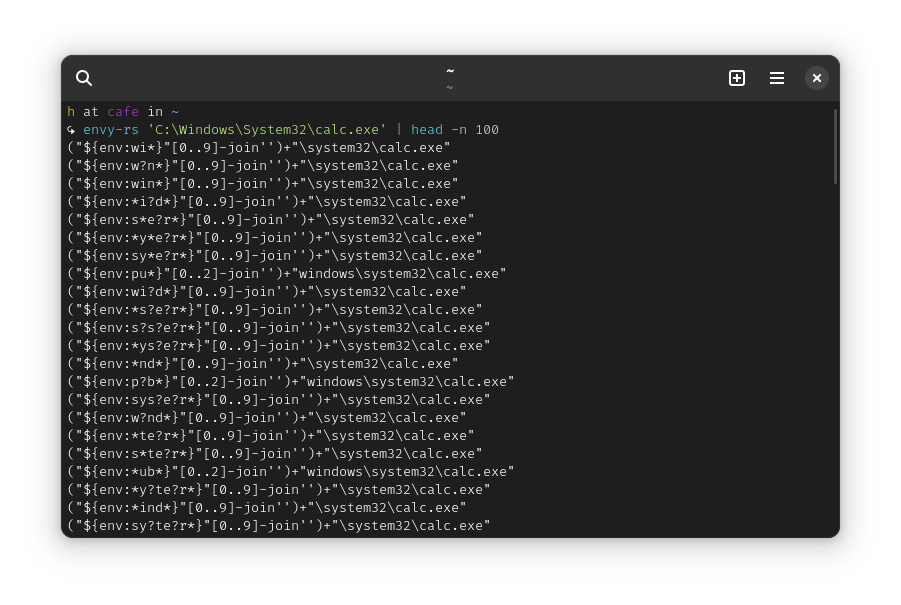 ~
~
h at cafe in ~
↪ envy-rs 'C:\Windows\System32\calc.exe' | head -n 100
("${env:wi*}"[0..9]-join'')+"\system32\calc.exe"
("${env:w?n*}"[0..9]-join'')+"\system32\calc.exe"
("${env:win*}"[0..9]-join'')+"\system32\calc.exe"
("${env:*i?d*}"[0..9]-join'')+"\system32\calc.exe"
("${env:s*e?r*}"[0..9]-join'')+"\system32\calc.exe"
("${env:*y*e?r*}"[0..9]-join'')+"\system32\calc.exe"
("${env:sy*e?r*}"[0..9]-join'')+"\system32\calc.exe"
("${env:pu*}"[0..2]-join'')+"windows\system32\calc.exe"
("${env:wi?d*}"[0..9]-join'')+"\system32\calc.exe"
("${env:*s?e?r*}"[0..9]-join'')+"\system32\calc.exe"
("${env:s?s?e?r*}"[0..9]-join'')+"\system32\calc.exe"
("${env:*ys?e?r*}"[0..9]-join'')+"\system32\calc.exe"
("${env:*nd*}"[0..9]-join'')+"\system32\calc.exe"
("${env:p?b*}"[0..2]-join'')+"windows\system32\calc.exe"
("${env:sys?e?r*}"[0..9]-join'')+"\system32\calc.exe"
("${env:w?nd*}"[0..9]-join'')+"\system32\calc.exe"
("${env:*te?r*}"[0..9]-join'')+"\system32\calc.exe"
("${env:s*te?r*}"[0..9]-join'')+"\system32\calc.exe"
("${env:*ub*}"[0..2]-join'')+"windows\system32\calc.exe"
("${env:*y?te?r*}"[0..9]-join'')+"\system32\calc.exe"
("${env:*ind*}"[0..9]-join'')+"\system32\calc.exe"
("${env:sy?te?r*}"[0..9]-join'')+"\system32\calc.exe"